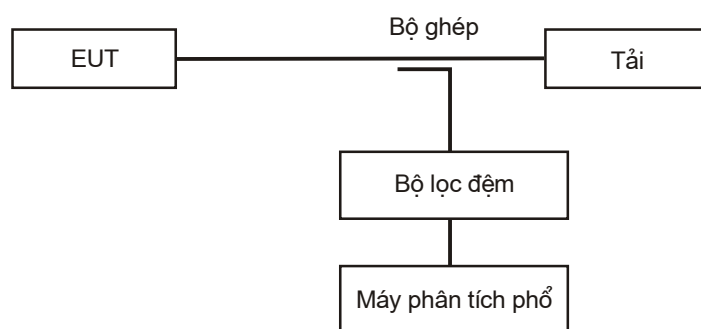 Bộ ghép
EUT
Tải
Bộ lọc đệm
Máy phân tích phổ